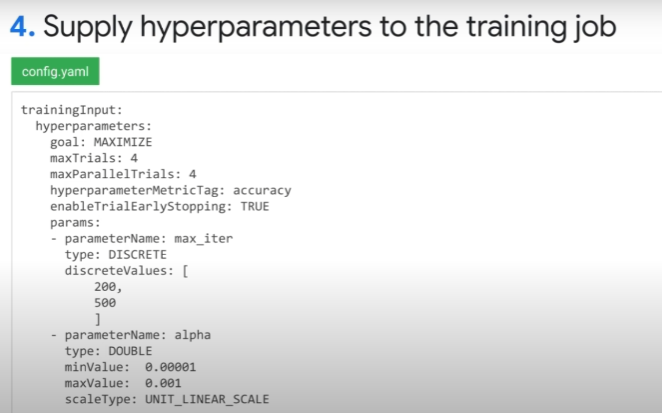 4. Supply hyperparameters to the training job
config.yaml
trainingInput:
  hyperparameters:
    goal: MAXIMIZE
    maxTrials: 4
    maxParallelTrials: 4
    hyperparameterMetricTag: accuracy
    enableTrialEarlyStopping: TRUE
    params:
    - parameterName: max_iter
      type: DISCRETE
      discreteValues: [
          200,
          500
          ]
    - parameterName: alpha
      type: DOUBLE
      minValue:  0.00001
      maxValue:  0.001
      scaleType: UNIT_LINEAR_SCALE